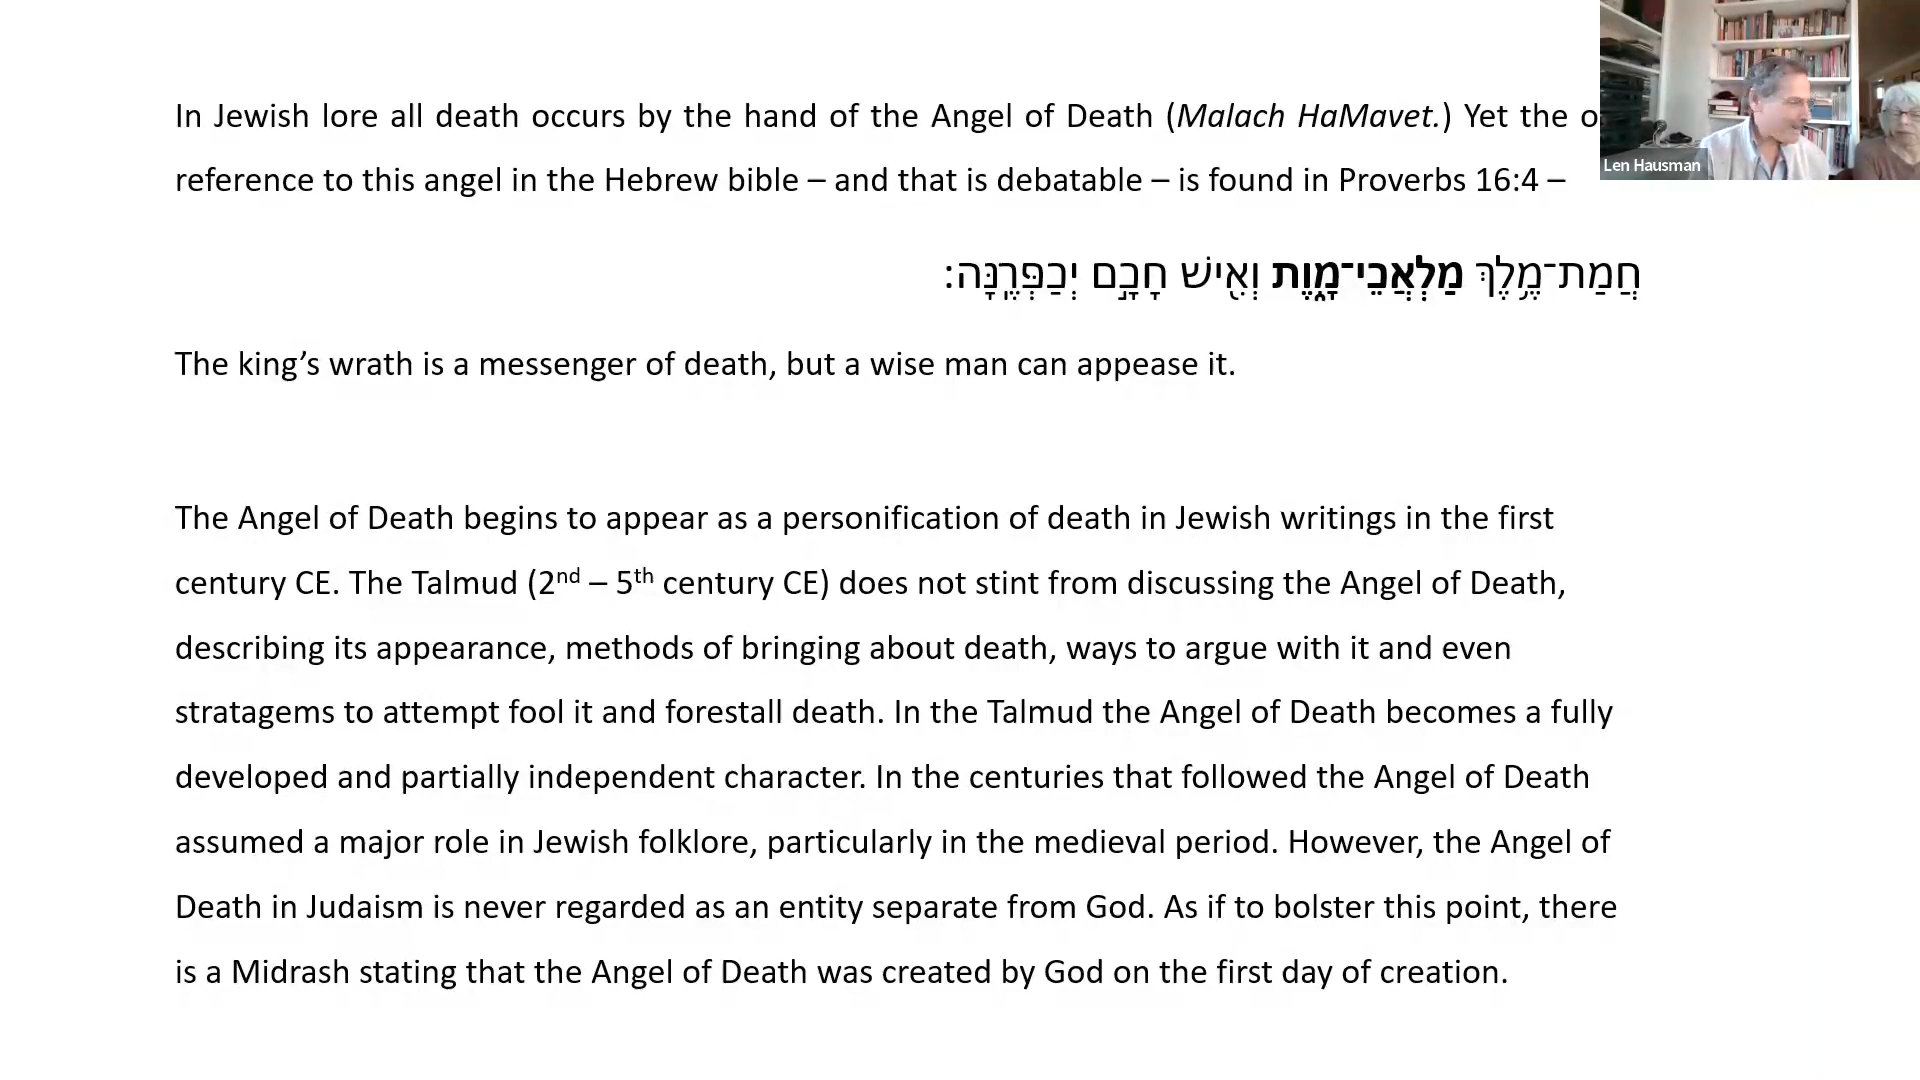 In Jewish lore all death occurs by the hand of the Angel of Death (Malach HaMavet.) Yet the
reference to this angel in the Hebrew bible – and that is debatable – is found in Proverbs 16:4 –
חֲמַת־מֶ֥לֶךְ מַלְאֲכֵי־מָ֑וֶת וְאִ֖ישׁ חָכָ֣ם יְכַפְּרֶֽנָּה׃
The king’s wrath is a messenger of death, but a wise man can appease it.
The Angel of Death begins to appear as a personification of death in Jewish writings in the first
century CE. The Talmud (2nd – 5th century CE) does not stint from discussing the Angel of Death,
describing its appearance, methods of bringing about death, ways to argue with it and even
stratagems to attempt fool it and forestall death. In the Talmud the Angel of Death becomes a fully
developed and partially independent character. In the centuries that followed the Angel of Death
assumed a major role in Jewish folklore, particularly in the medieval period. However, the Angel of
Death in Judaism is never regarded as an entity separate from God. As if to bolster this point, there
is a Midrash stating that the Angel of Death was created by God on the first day of creation.
Len Hausman